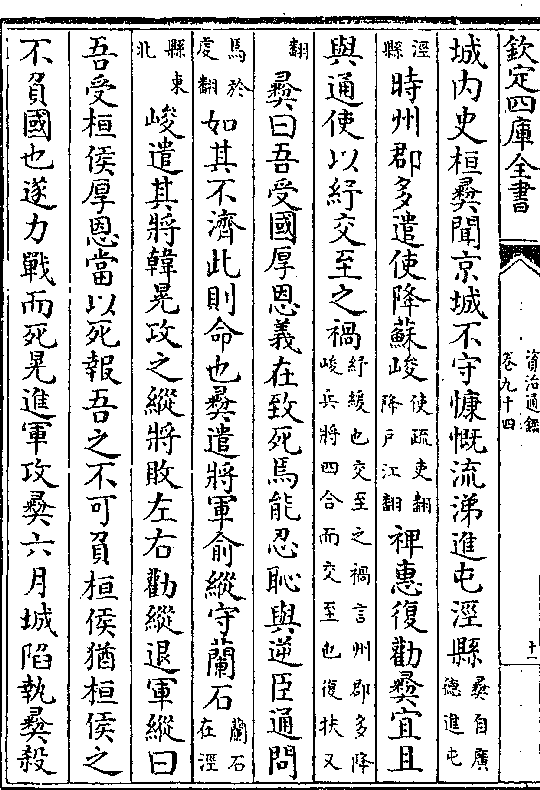 欽定四庫全書
資治通鑑
卷九十四
十一
城内史桓彞聞京城不守慷慨流涕進屯涇縣彞自廣德進屯
涇縣時州郡多遣使降蘇峻使疏吏翻降戸江翻裨惠復勸彞宜且
與通使以紓交至之禍紓緩也交至之禍言州郡多降峻兵將四合而交至也復扶又
翻彞曰吾受國厚恩義在致死焉能忍恥與逆臣通問
焉於䖏翻如其不濟此則命也彞遣將軍俞縱守蘭石蘭石在涇
縣東北峻遣其將韓晃攻之縱將敗左右勸縱退軍縱曰
吾受桓侯厚恩當以死報吾之不可負桓侯猶桓侯之
不負國也遂力戰而死晃進軍攻彞六月城陷執彞殺